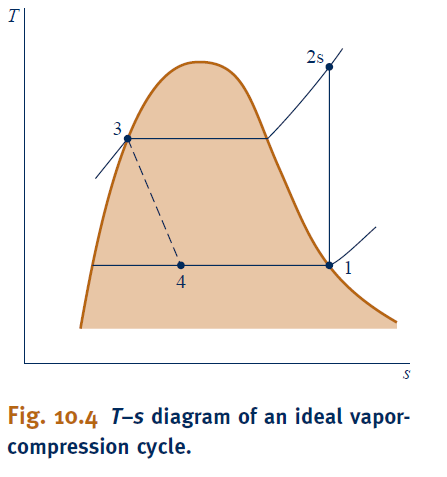 T
2s
3
1
4
s
Fig. 10.4 T–s diagram of an ideal vapor-
compression cycle.